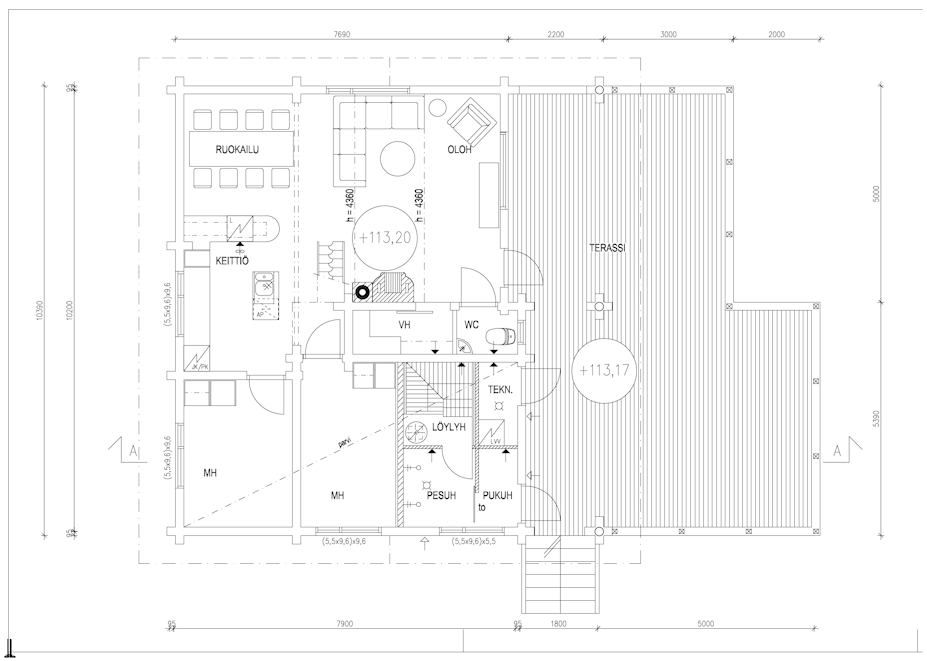 7690
2200
3000
2000
95
95
RUOKAILU
OLOH
h = 4360
h = 4360
+113,20
5000
TERASSI
KEITTIÖ
(5,5x9,6)x9,6
10390
10200
AP
VH
WC
JK/PK
+113,17
TEKN.
parvi
LÖYLYH
LVV
5390
A
A
(5,5x9,6)x9,6
MH
MH
PESUH
PUKUH
to
95
95
(5,5x9,6)x9,6
(5,5x9,6)x5,5
95
7900
95
1800
5000